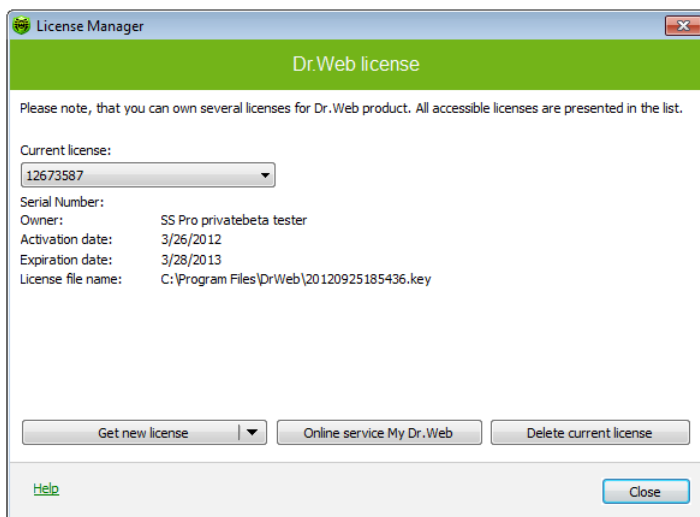 License Manager
Dr.Web license
Please note, that you can own several licenses for Dr.Web product. All accessible licenses are presented in the list.
Current license:
12673587
Serial Number:
Owner: SS Pro privatebeta tester
Activation date: 3/26/2012
Expiration date: 3/28/2013
License file name: C:\Program Files\DrWeb\20120925185436.key
Get new license Online service My Dr.Web Delete current license
Help Close